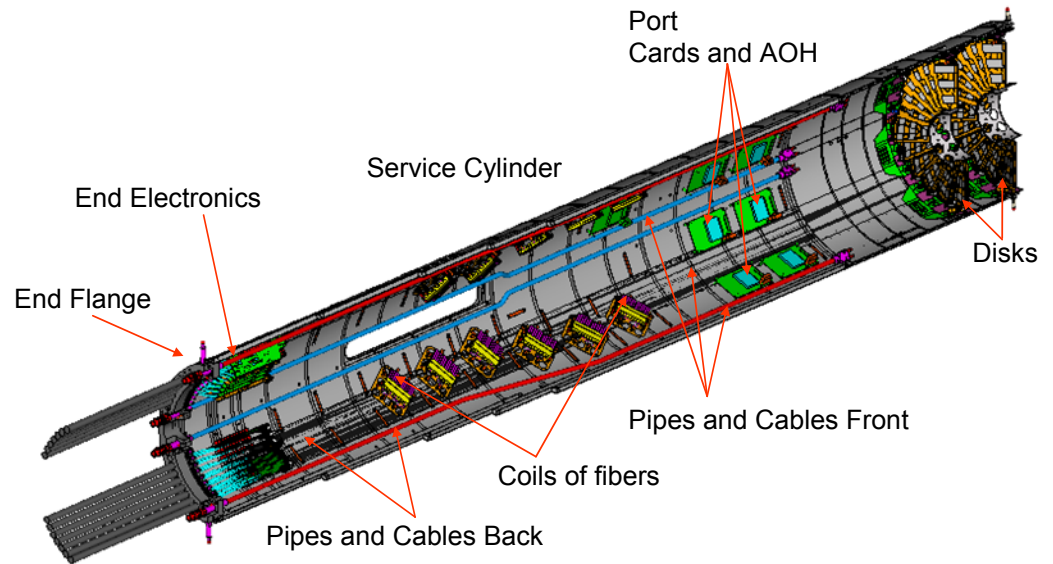 Port
Cards and AOH
Service Cylinder
End Electronics
Disks
End Flange
Pipes and Cables Front
Coils of fibers
Pipes and Cables Back